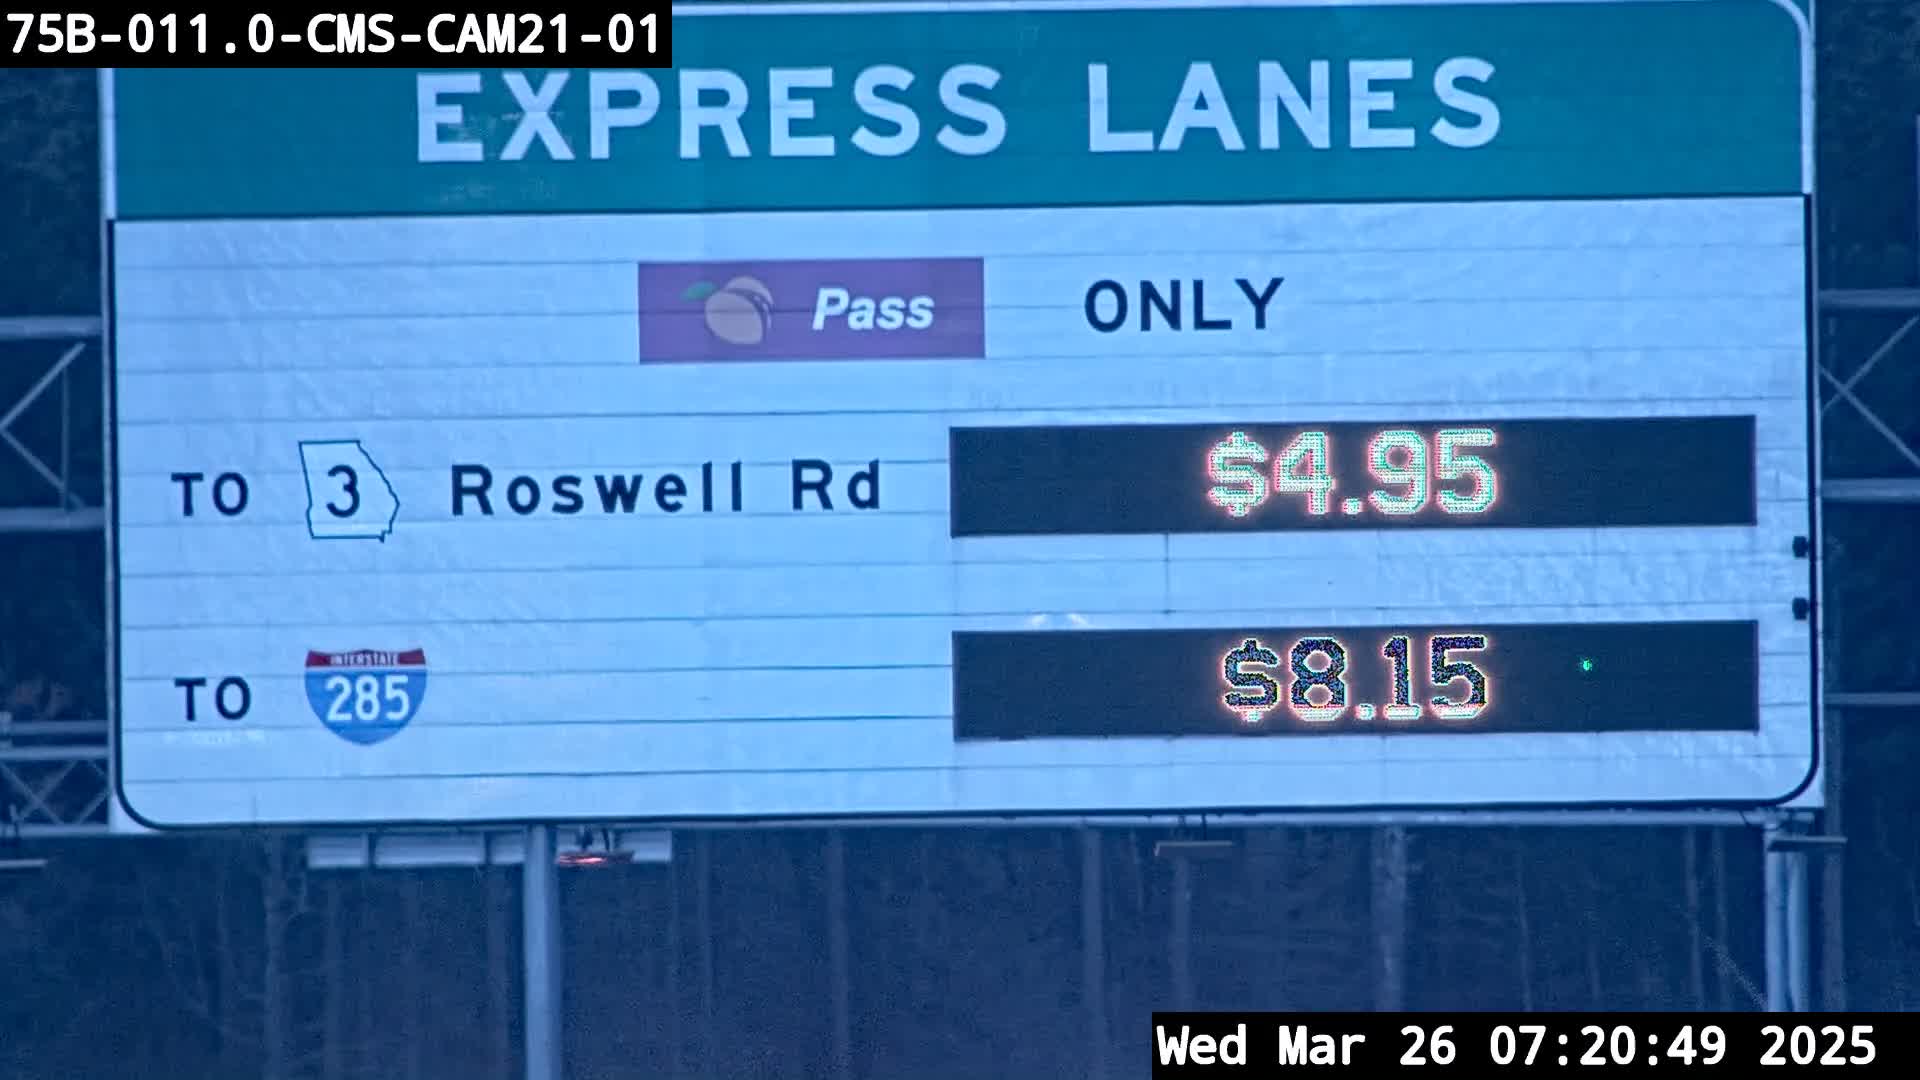 75B-011.0-CMS-CAM21-01
EXPRESS LANES
Pass ONLY
TO 3 Roswell Rd $4.95
TO INTERSTATE 285 $8.15
Wed Mar 26 07:20:49 2025